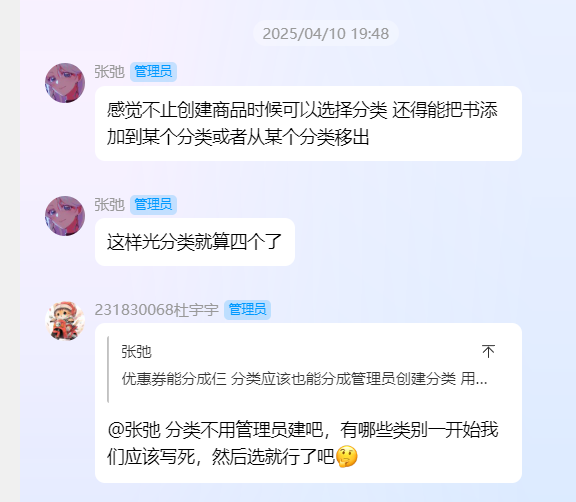 2025/04/10 19:48
张弛 管理员
感觉不止创建商品时候可以选择分类 还得能把书添
加到某个分类或者从某个分类移出
张弛 管理员
这样光分类就算四个了
231830068杜宇宇 管理员
张弛
优惠券能分成仨 分类应该也能分成管理员创建分类 用...
@张弛 分类不用管理员建吧，有哪些类别一开始我
们应该写死，然后选就行了吧🤔